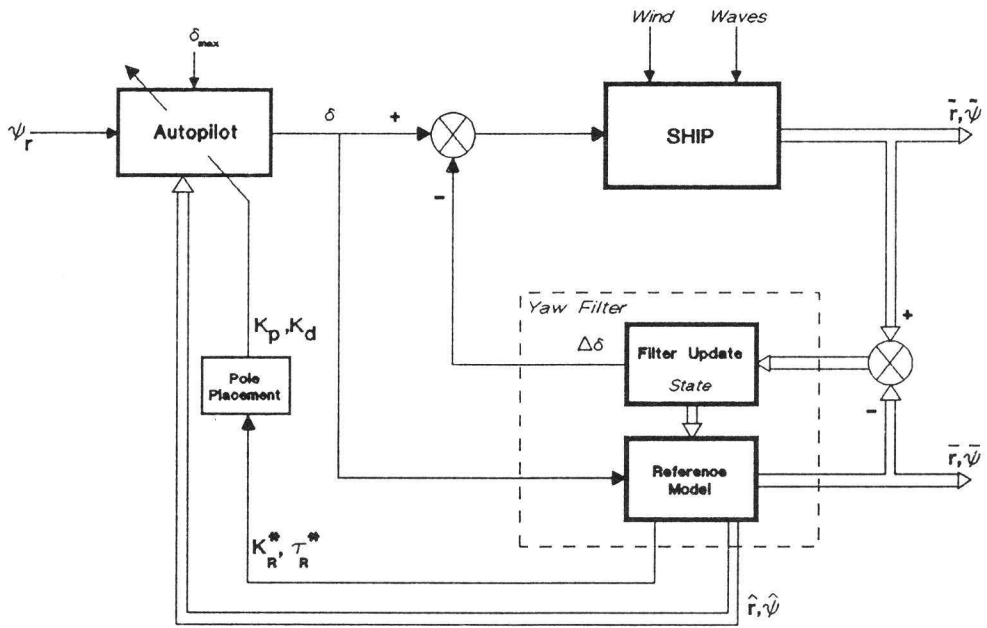 Wind Waves
δmax
ψr
Autopilot
δ
+
SHIP
r̃, ψ̃
-
Yaw Filter
+
Kp, Kd
Δδ
Filter Update
State
Pole
Placement
-
Reference
Model
r̄, ψ̄
K*R, τ*R
r̂, ψ̂